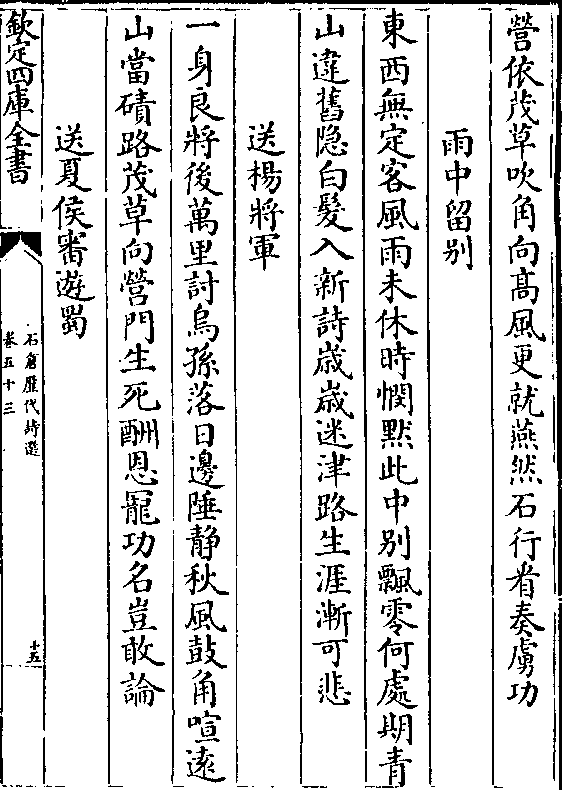 營依茂草吹角向髙風更就燕然石行看奏虜功
雨中留别
東西無定客風雨未休時憫黙此中别飄零何處期青
山違舊隐白髮入新詩歲歲迷津路生涯漸可悲
送楊將軍
一身良將後萬里討烏孫落日邊陲静秋風鼓角喧逺
山當磧路茂草向營門生死酬恩寵功名豈敢論
送夏侯審遊蜀
欽定四庫全書
石倉歷代詩選
卷五十三
十五